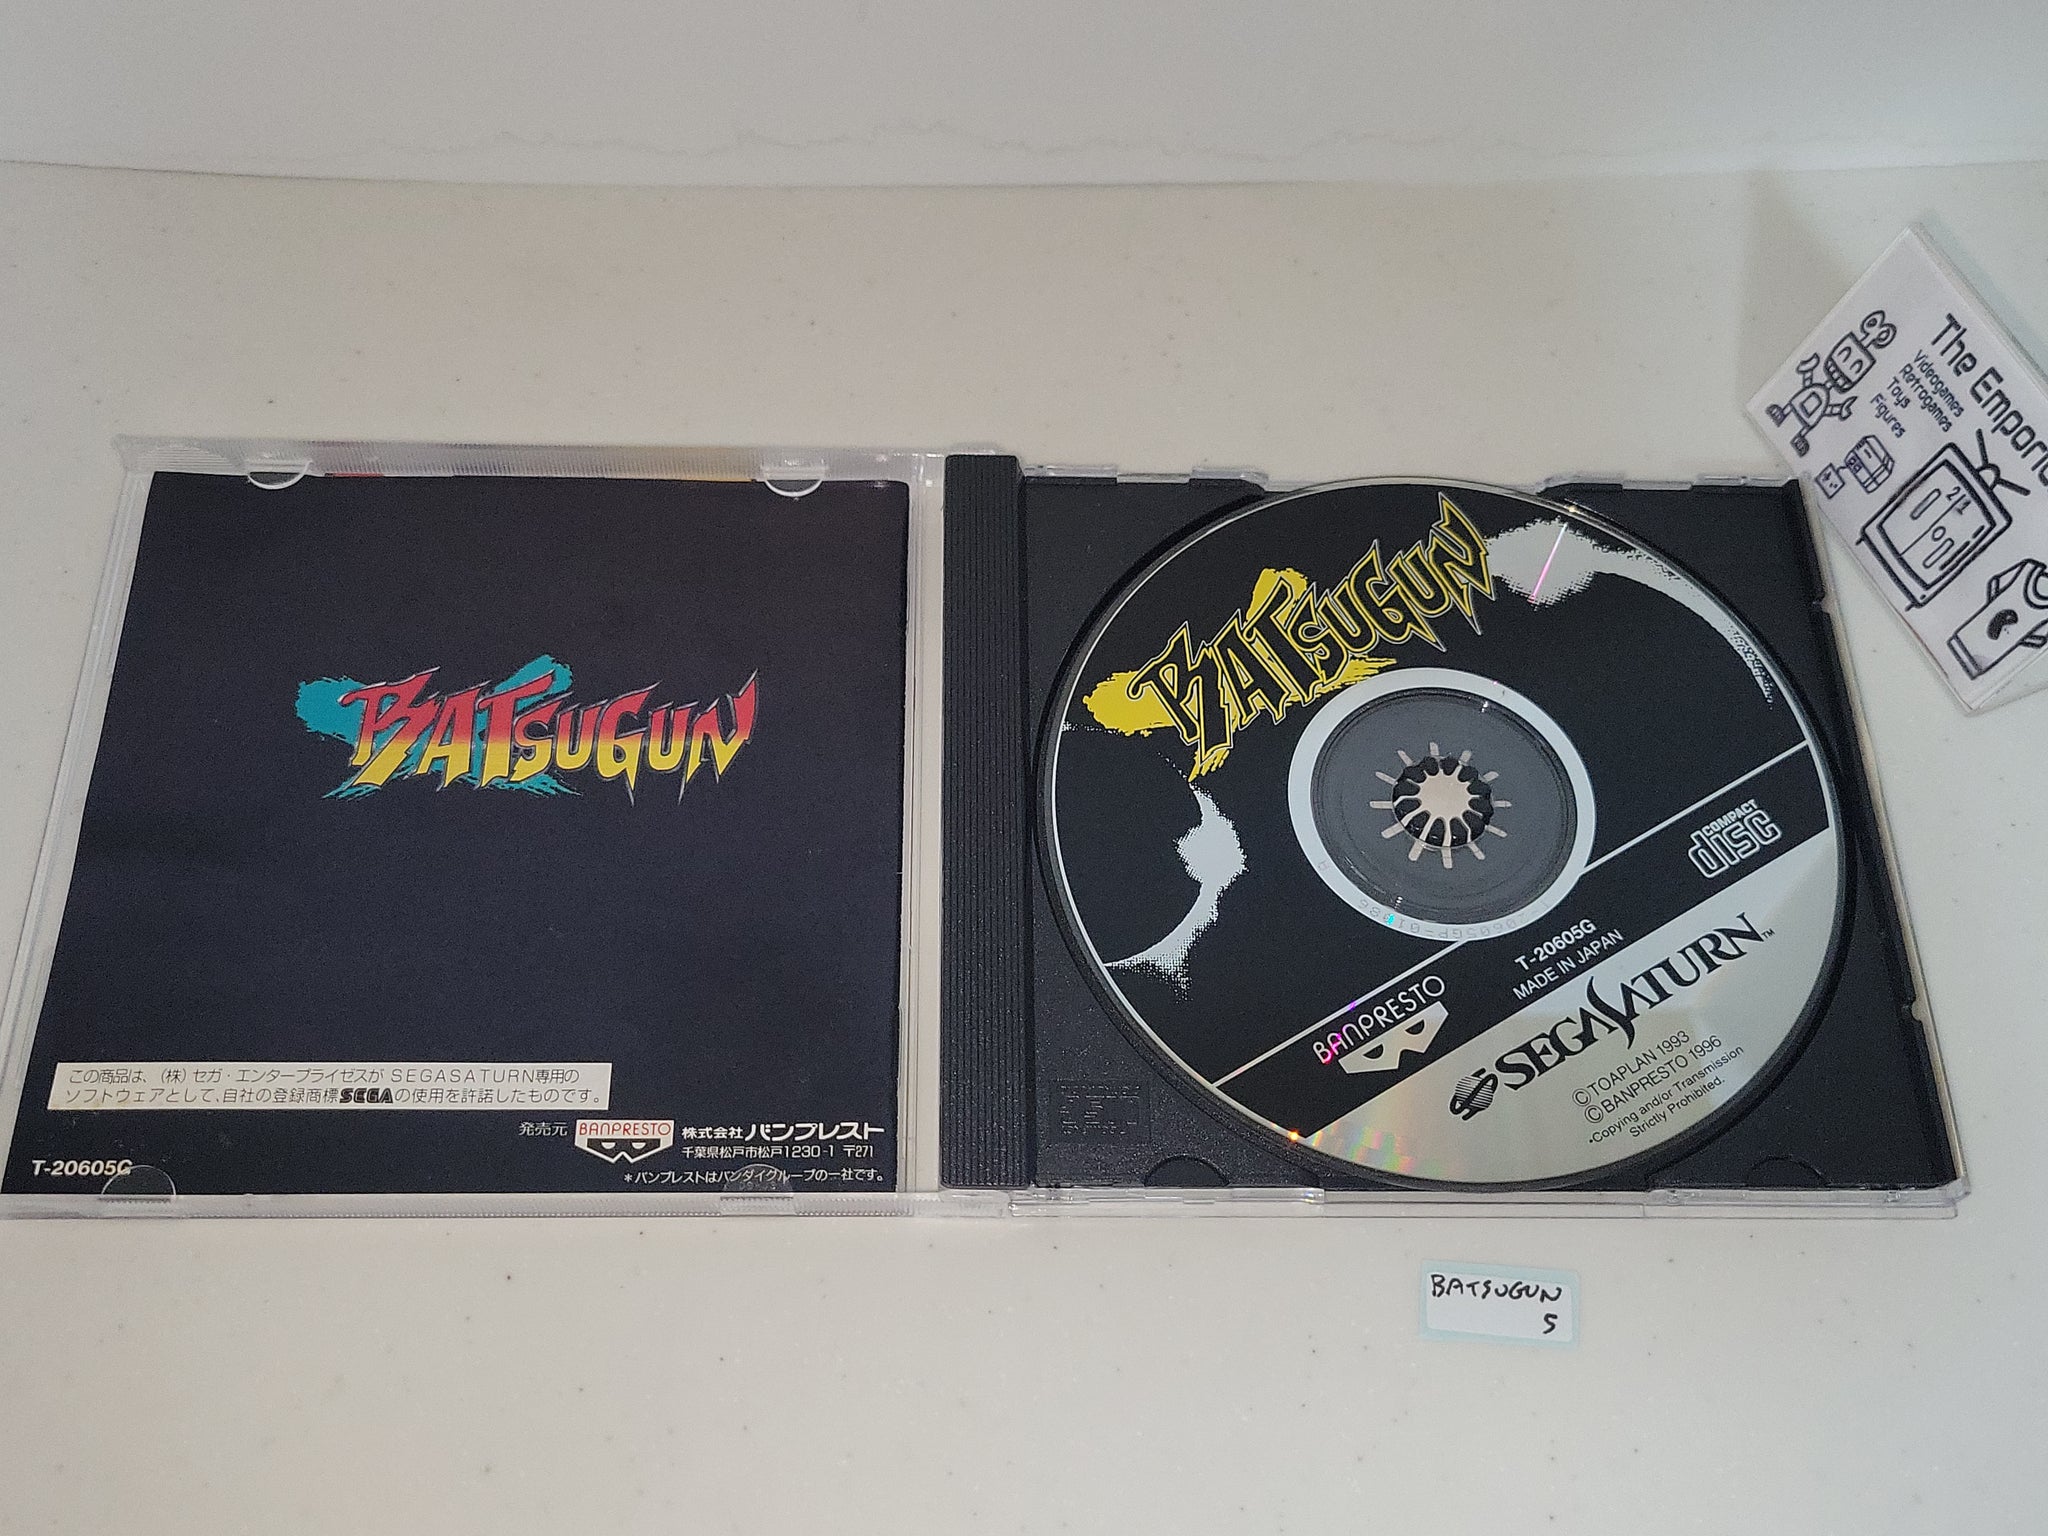 BATSUGUN
この商品は、(株)セガ・エンタープライゼスがSEGASATURN専用の
ソフトウェアとして、自社の登録商標SEGAの使用を許諾したものです。
発売元 BANPRESTO 株式会社 バンプレスト
千葉県松戸市松戸1230-1 〒271
*バンプレストはバンダイグループの一社です。
T-20605G
BATSUGUN
COMPACT
disc
T-20605G
MADE IN JAPAN
BANPRESTO
SEGA SATURN™
©TOAPLAN 1993
©BANPRESTO 1996
•Copying and/or Transmission
Strictly Prohibited.
The Emporiu
Videogames
Retrogames
Toys
Figures
BATSUGUN
5